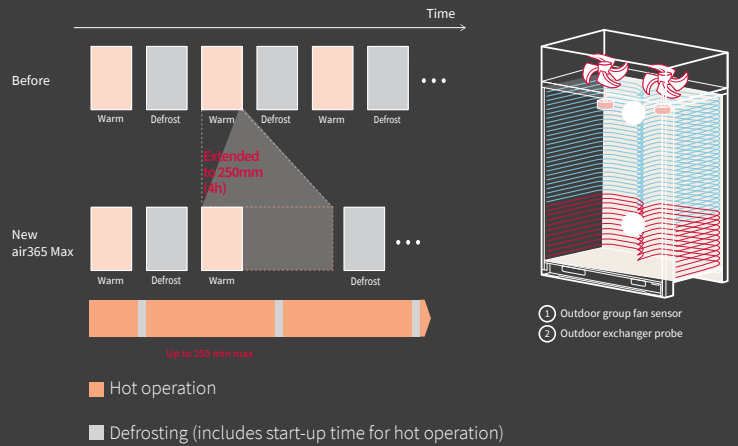 Time
Before
Warm Defrost Warm Defrost Warm Defrost
Extended
to 250mm
(4h)
New
air365 Max
Warm Defrost Warm Defrost
Up to 250 min max
Hot operation
Defrosting (includes start-up time for hot operation)
1 Outdoor group fan sensor
2 Outdoor exchanger probe